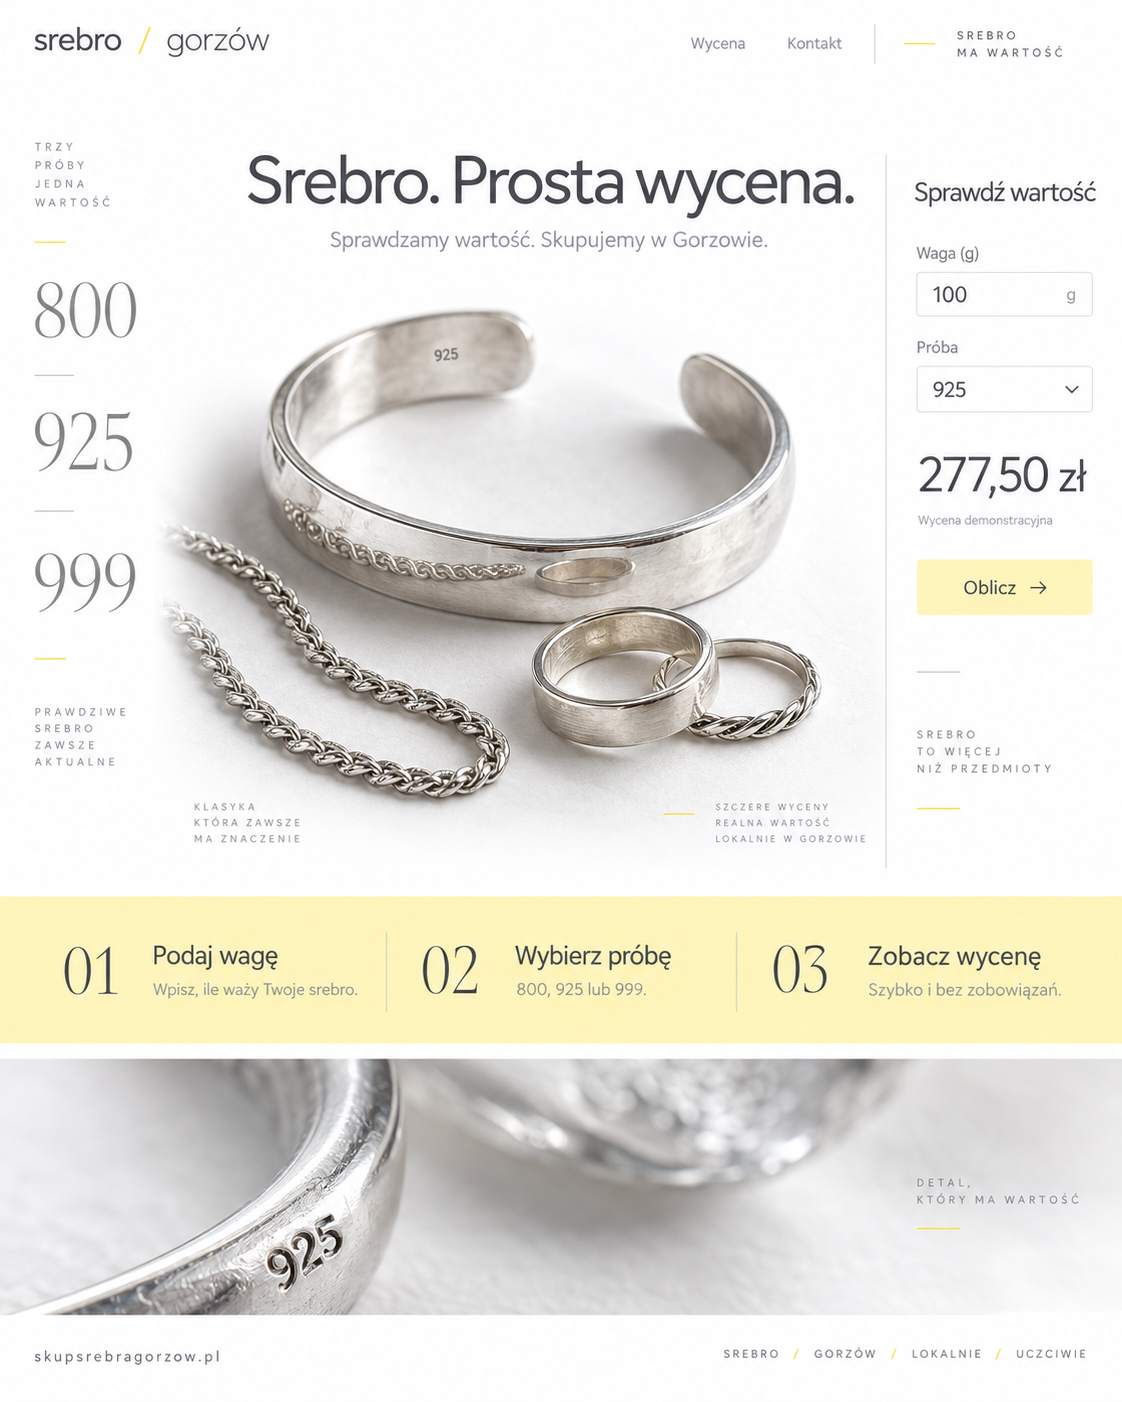 srebro / gorzów
Wycena
Kontakt
SREBRO
MA WARTOŚĆ
TRZY
PRÓBY
JEDNA
WARTOŚĆ
800
925
999
PRAWDZIWE
SREBRO
ZAWSZE
AKTUALNE
Srebro. Prosta wycena.
Sprawdzamy wartość. Skupujemy w Gorzowie.
925
KLASYKA
KTÓRA ZAWSZE
MA ZNACZENIE
SZCZERE WYCENY
REALNA WARTOŚĆ
LOKALNIE W GORZOWIE
Sprawdź wartość
Waga (g)
100 g
Próba
925
277,50 zł
Wycena demonstracyjna
Oblicz →
SREBRO
TO WIĘCEJ
NIŻ PRZEDMIOTY
01
Podaj wagę
Wpisz, ile waży Twoje srebro.
02
Wybierz próbę
800, 925 lub 999.
03
Zobacz wycenę
Szybko i bez zobowiązań.
925
DETAL,
KTÓRY MA WARTOŚĆ
skupsrebragorzow.pl
SREBRO / GORZÓW / LOKALNIE / UCZCIWIE